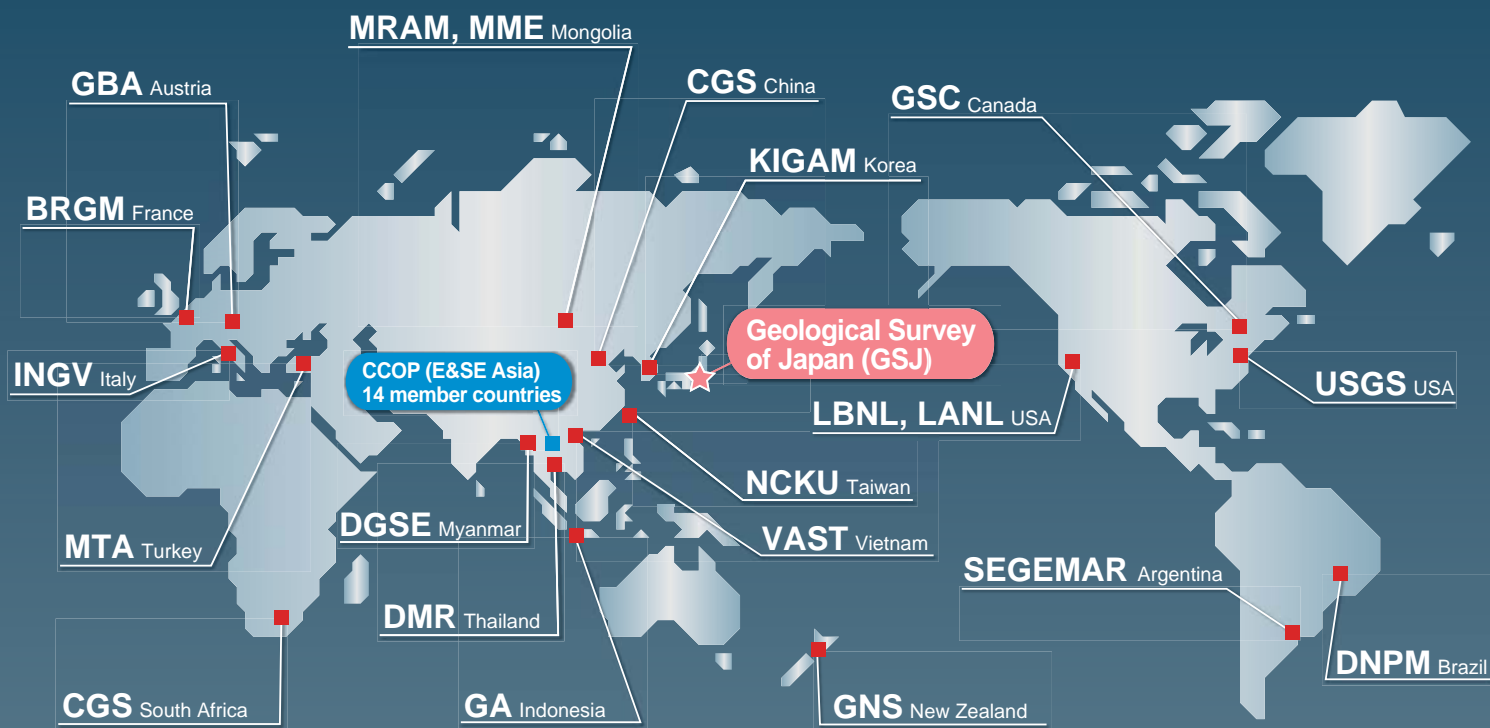 MRAM, MME Mongolia
GBA Austria
CGS China
GSC Canada
KIGAM Korea
BRGM France
Geological Survey
of Japan (GSJ)
INGV Italy
CCOP (E&SE Asia)
14 member countries
USGS USA
LBNL, LANL USA
NCKU Taiwan
DGSE Myanmar
VAST Vietnam
MTA Turkey
SEGEMAR Argentina
DMR Thailand
DNPM Brazil
CGS South Africa
GA Indonesia
GNS New Zealand